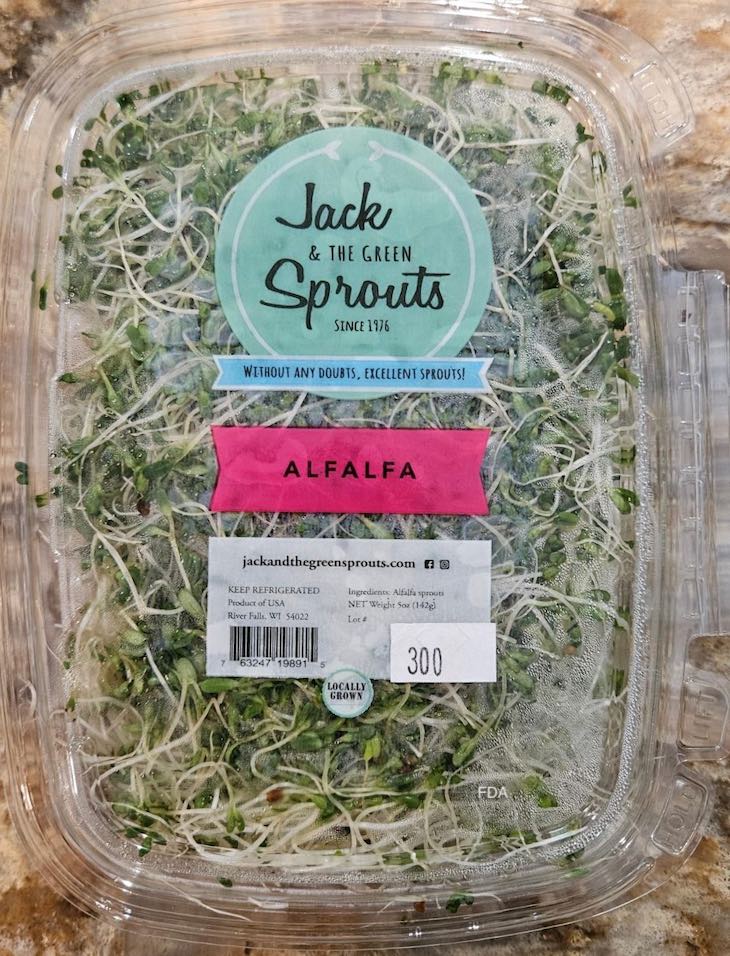 Jack
& THE GREEN
Sprouts
SINCE 1976
WITHOUT ANY DOUBTS, EXCELLENT SPROUTS!
ALFALFA
jackandthegreensprouts.com
KEEP REFRIGERATED
Product of USA
River Falls, WI 54022
7 63247 19891 5
Ingredients: Alfalfa sprouts
NET Weight 5oz (142g)
Lot #
300
LOCALLY
GROWN
FDA